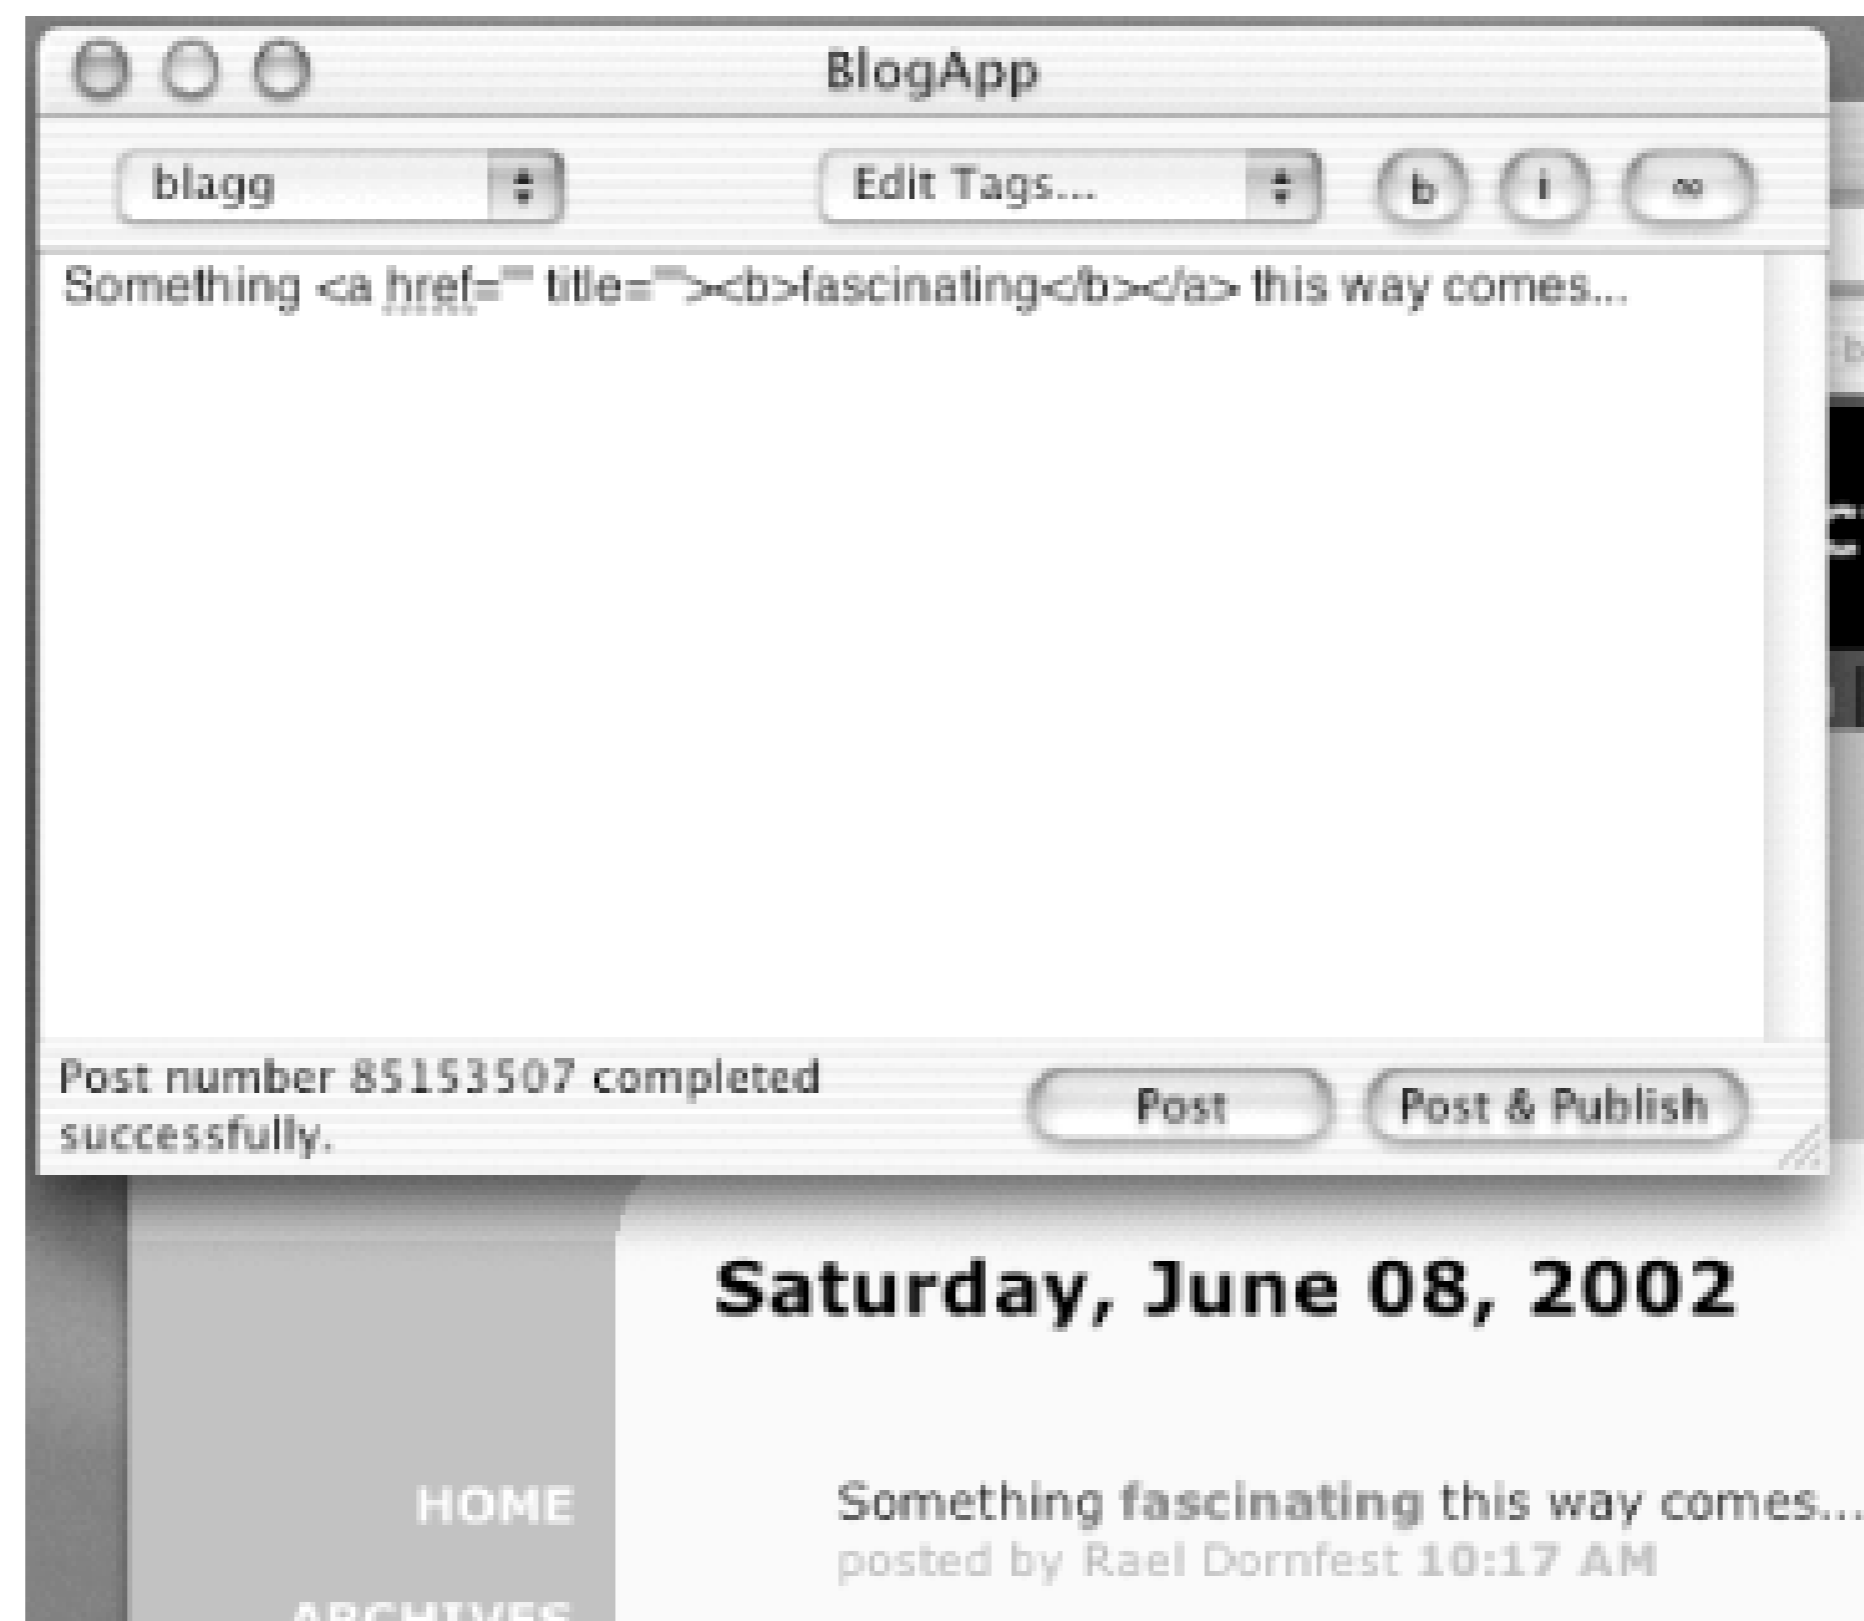 BlogApp
blagg Edit Tags... b i ∞
Something <a href="" title=""><b>fascinating</b></a> this way comes...
Post number 85153507 completed
successfully.
Post Post & Publish
Saturday, June 08, 2002
HOME
Something fascinating this way comes...
posted by Rael Dornfest 10:17 AM
ARCHIVES